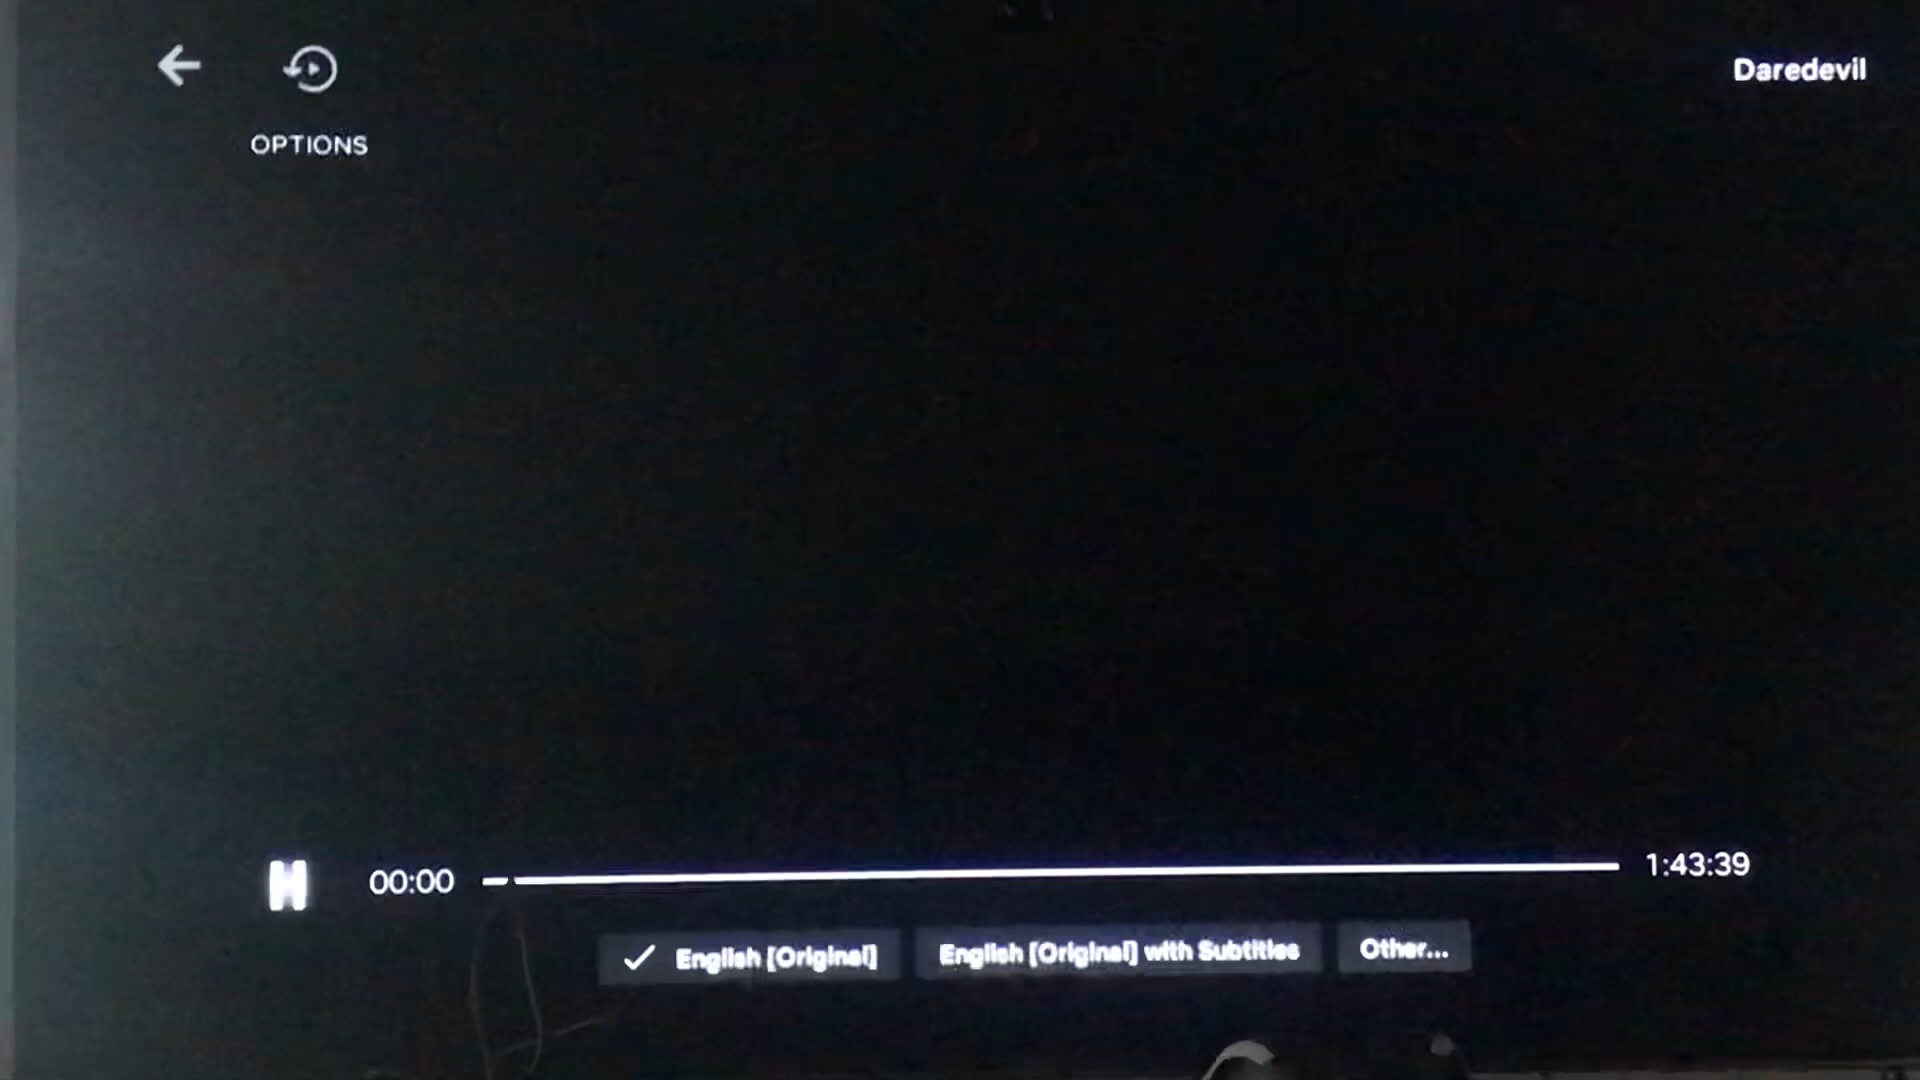 Daredevil
OPTIONS
00:00
1:43:39
English [Original]
English [Original] with Subtitles
Other...